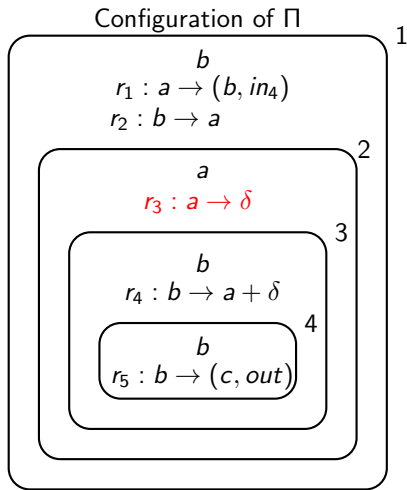 Configuration of Π
1
b
r₁ : a → (b, in₄)
r₂ : b → a
2
a
r₃ : a → δ
3
b
r₄ : b → a + δ
4
b
r₅ : b → (c, out)